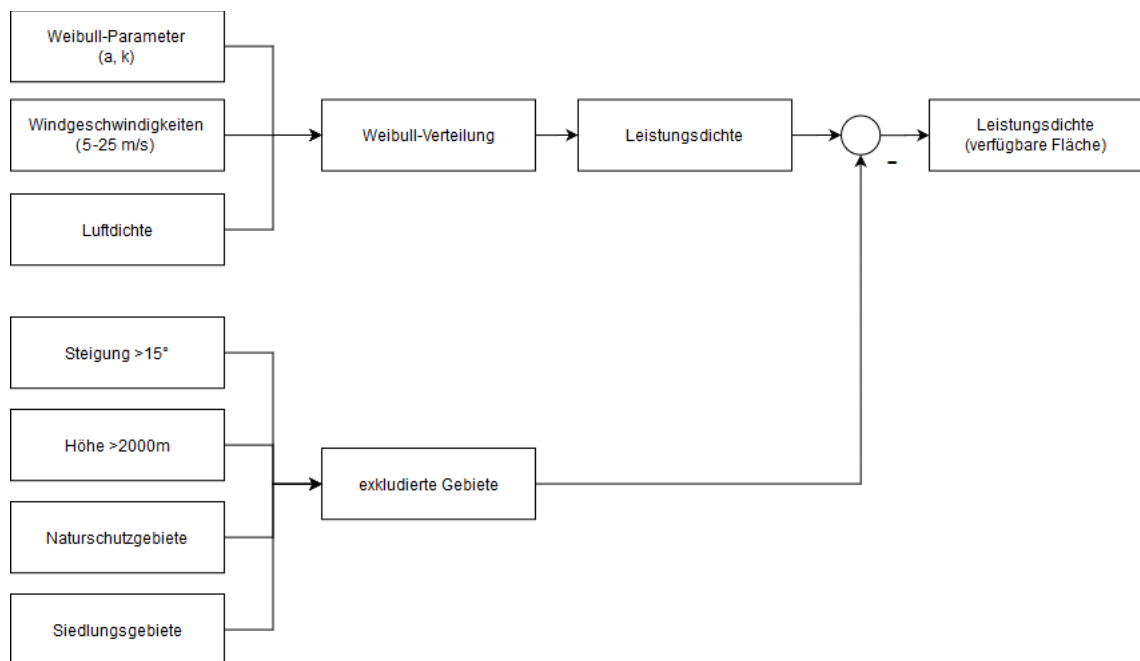 Weibull-Parameter
(a, k)
Windgeschwindigkeiten
(5-25 m/s)
Weibull-Verteilung
Leistungsdichte
-
Leistungsdichte
(verfügbare Fläche)
Luftdichte
Steigung >15°
Höhe >2000m
exkludierte Gebiete
Naturschutzgebiete
Siedlungsgebiete